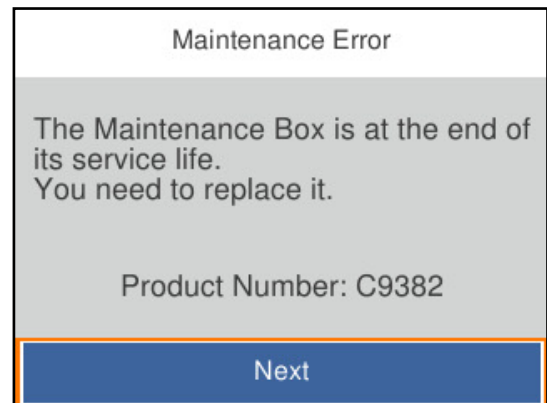 Maintenance Error
The Maintenance Box is at the end of
its service life.
You need to replace it.
Product Number: C9382
Next